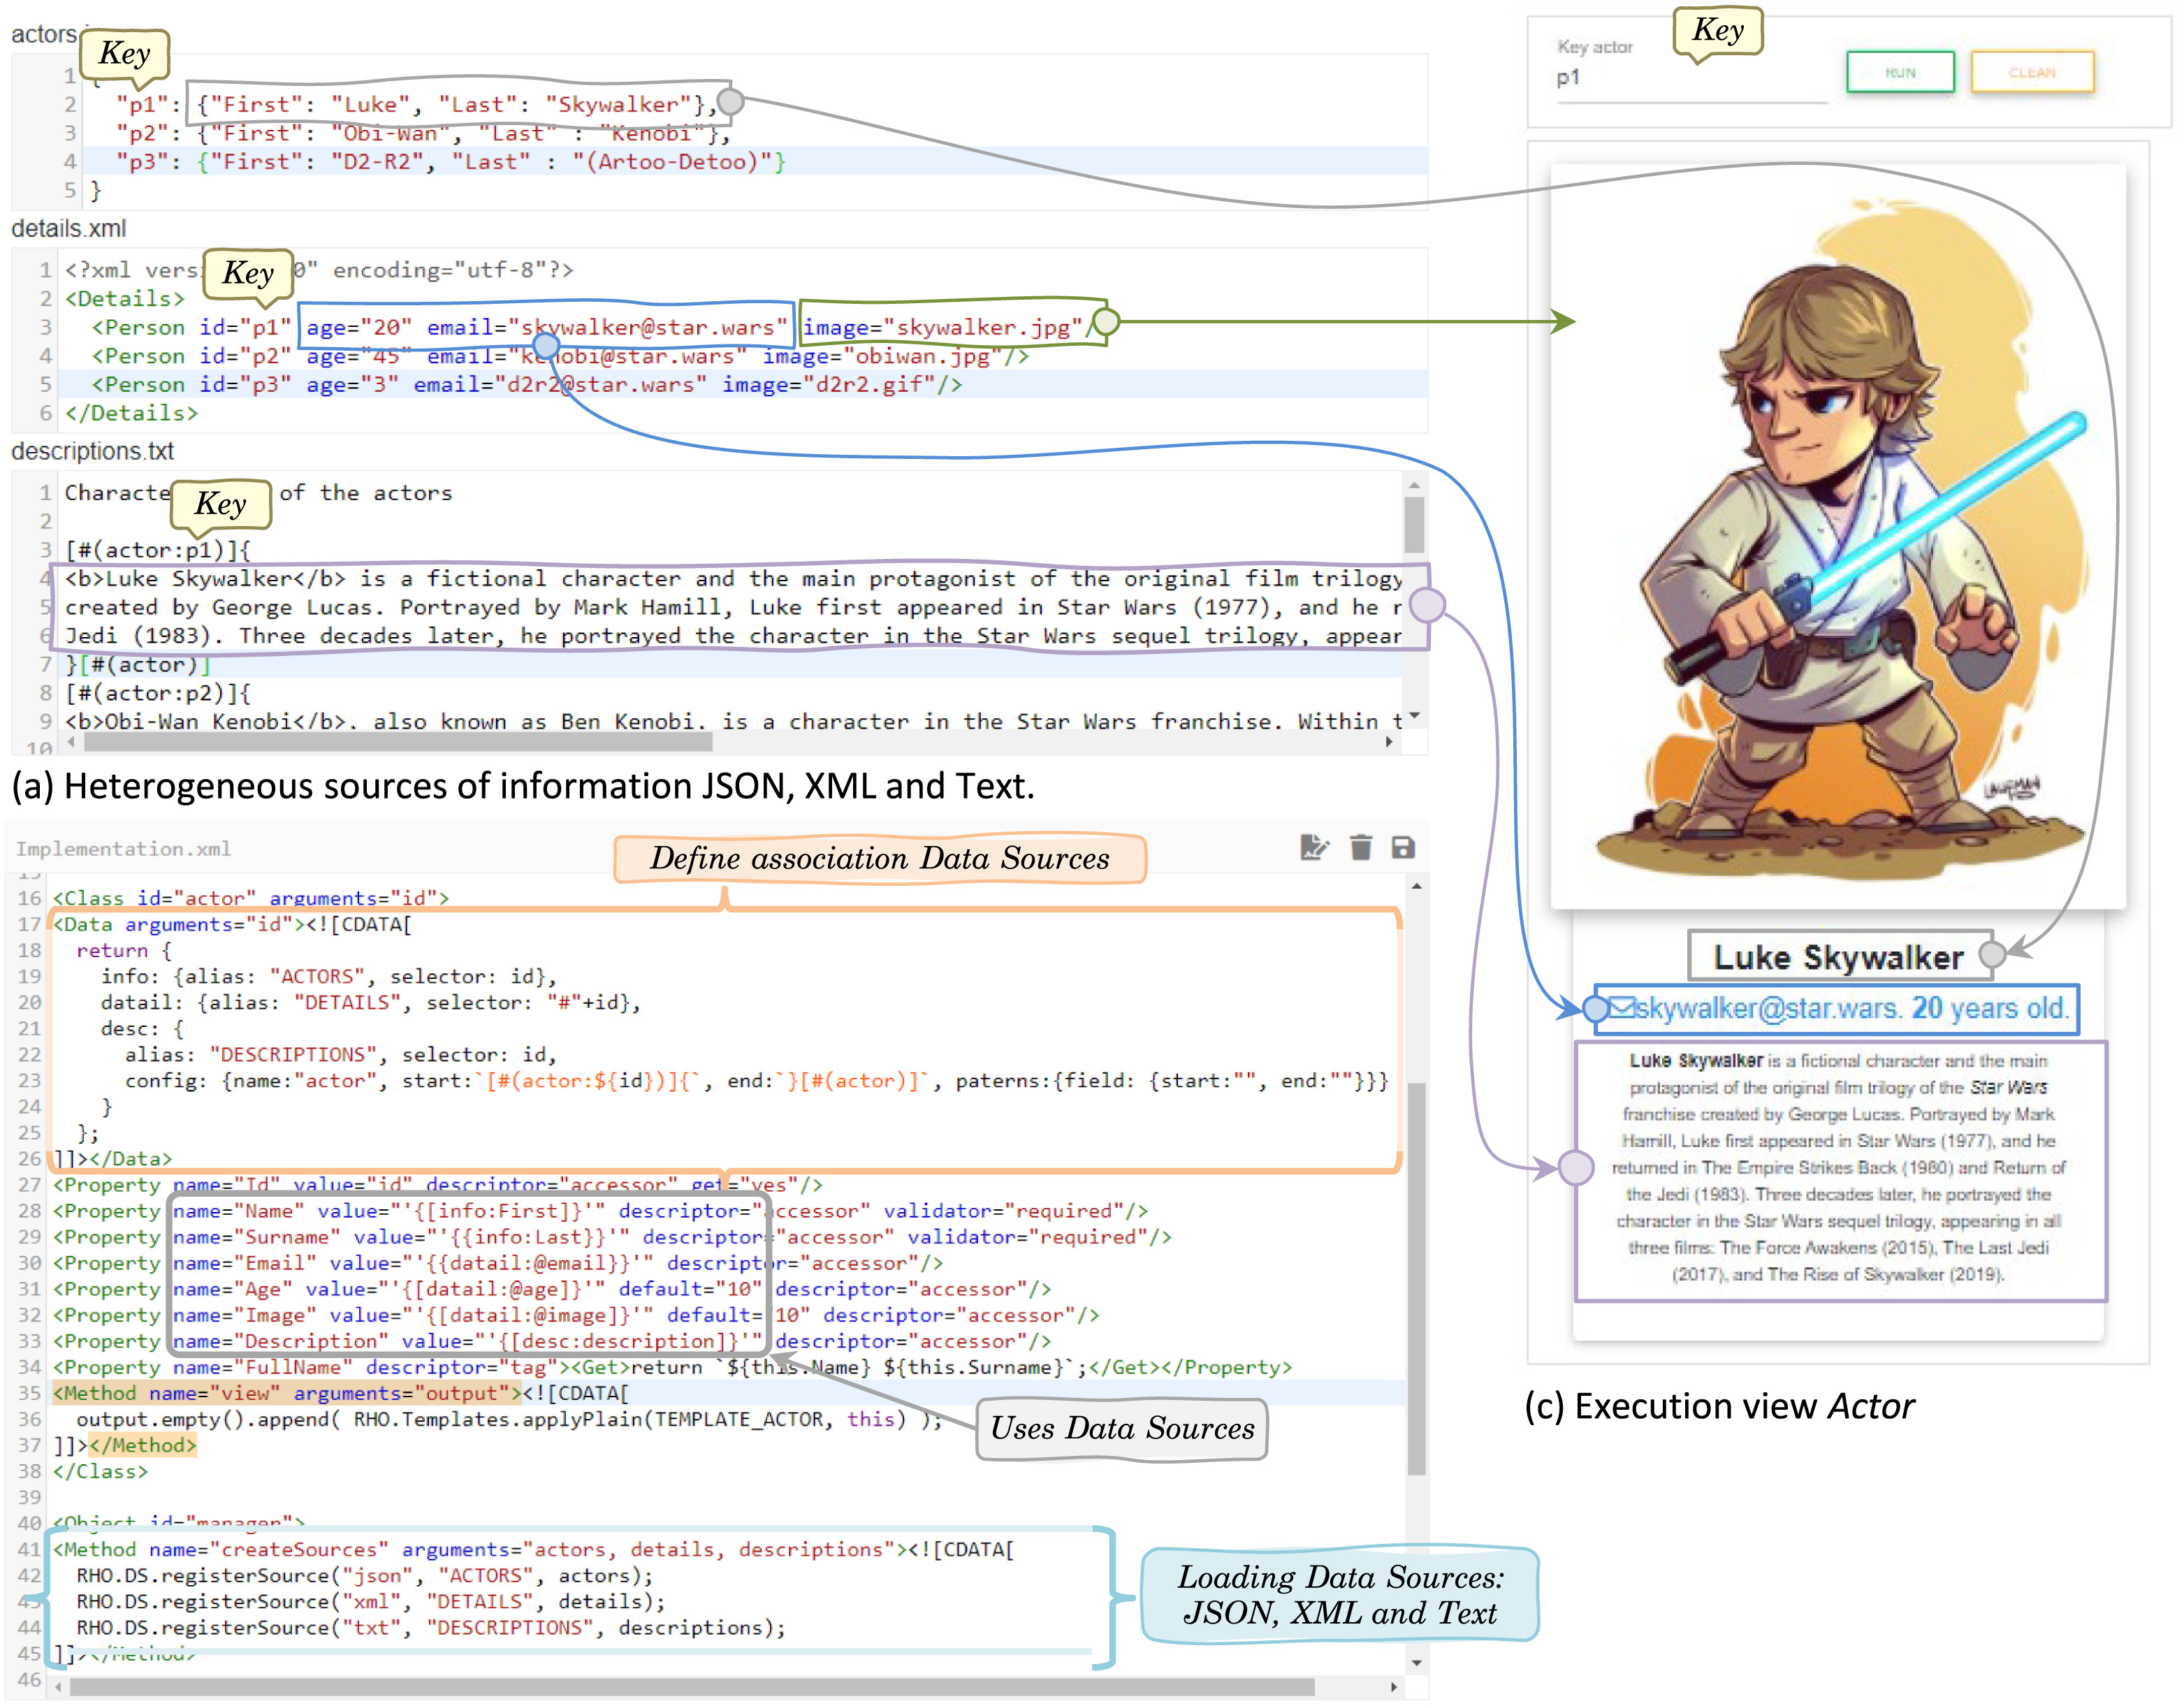 actors
Key
1
2 "p1": {"First": "Luke", "Last": "Skywalker"},
3 "p2": {"First": "Obi-Wan", "Last" : "Kenobi"},
4 "p3": {"First": "D2-R2", "Last" : "(Artoo-Detoo)"}
5 }
details.xml
Key
1 <?xml vers 0" encoding="utf-8"?>
2 <Details>
3 <Person id="p1" age="20" email="skywalker@star.wars" image="skywalker.jpg"/
4 <Person id="p2" age="45" email="kenobi@star.wars" image="obiwan.jpg"/>
5 <Person id="p3" age="3" email="d2r2@star.wars" image="d2r2.gif"/>
6 </Details>
descriptions.txt
Key
1 Characte of the actors
2
3 [#(actor:p1)]{
4 <b>Luke Skywalker</b> is a fictional character and the main protagonist of the original film trilogy
5 created by George Lucas. Portrayed by Mark Hamill, Luke first appeared in Star Wars (1977), and he r
6 Jedi (1983). Three decades later, he portrayed the character in the Star Wars sequel trilogy, appear
7 }[#(actor)]
8 [#(actor:p2)]{
9 <b>Obi-Wan Kenobi</b>, also known as Ben Kenobi, is a character in the Star Wars franchise. Within t
10
(a) Heterogeneous sources of information JSON, XML and Text.
Implementation.xml
Define association Data Sources
15
16 <Class id="actor" arguments="id">
17 <Data arguments="id"><![CDATA[
18 return {
19 info: {alias: "ACTORS", selector: id},
20 datail: {alias: "DETAILS", selector: "#"+id},
21 desc: {
22 alias: "DESCRIPTIONS", selector: id,
23 config: {name:"actor", start:`[#(actor:${id})]{`, end:`}[#(actor)]`, paterns:{field: {start:"", end:""}}}
24 }
25 };
26 ]]></Data>
27 <Property name="Id" value="id" descriptor="accessor" get="yes"/>
28 <Property name="Name" value="'{[info:First]}'" descriptor="accessor" validator="required"/>
29 <Property name="Surname" value="'{{info:Last}}'" descriptor="accessor" validator="required"/>
30 <Property name="Email" value="'{{datail:@email}}'" descriptor="accessor"/>
31 <Property name="Age" value="'{[datail:@age]}'" default="10" descriptor="accessor"/>
32 <Property name="Image" value="'{[datail:@image]}'" default="10" descriptor="accessor"/>
33 <Property name="Description" value="'{[desc:description]}'" descriptor="accessor"/>
34 <Property name="FullName" descriptor="tag"><Get>return `${this.Name} ${this.Surname}`;</Get></Property>
35 <Method name="view" arguments="output"><![CDATA[
36 output.empty().append( RHO.Templates.applyPlain(TEMPLATE_ACTOR, this) );
37 ]]></Method>
38 </Class>
39
Uses Data Sources
40 <Object id="manager">
41 <Method name="createSources" arguments="actors, details, descriptions"><![CDATA[
42 RHO.DS.registerSource("json", "ACTORS", actors);
43 RHO.DS.registerSource("xml", "DETAILS", details);
44 RHO.DS.registerSource("txt", "DESCRIPTIONS", descriptions);
45 ]]></Method>
46
Loading Data Sources:
JSON, XML and Text
Key
Key actor
p1
RUN CLEAN
LAUFMAN
Luke Skywalker
skywalker@star.wars. 20 years old.
Luke Skywalker is a fictional character and the main
protagonist of the original film trilogy of the Star Wars
franchise created by George Lucas. Portrayed by Mark
Hamill, Luke first appeared in Star Wars (1977), and he
returned in The Empire Strikes Back (1980) and Return of
the Jedi (1983). Three decades later, he portrayed the
character in the Star Wars sequel trilogy, appearing in all
three films: The Force Awakens (2015), The Last Jedi
(2017), and The Rise of Skywalker (2019).
(c) Execution view Actor